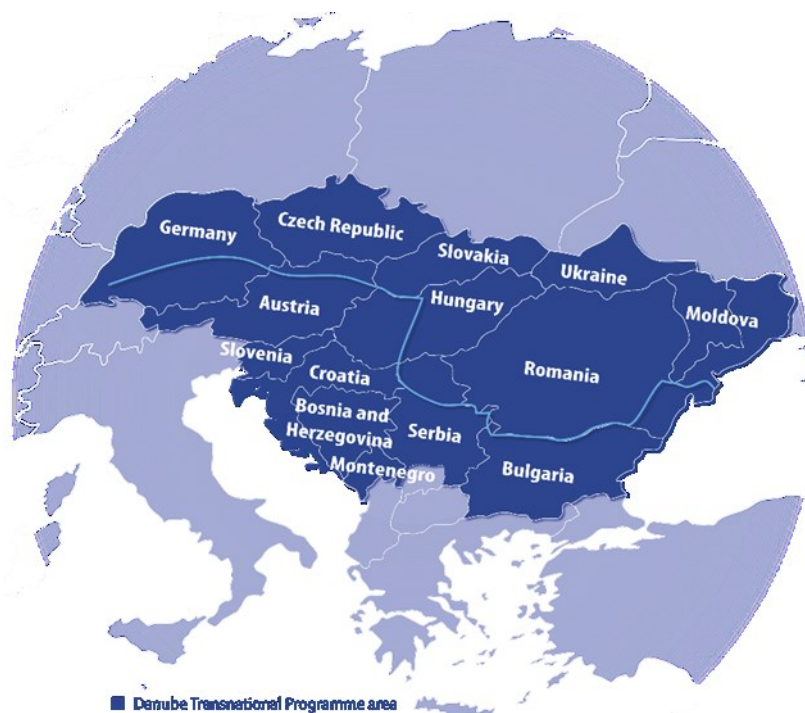 Germany
Czech Republic
Slovakia
Ukraine
Austria
Hungary
Moldova
Slovenia
Croatia
Romania
Bosnia and
Herzegovina
Serbia
Montenegro
Bulgaria
Danube Transnational Programme area